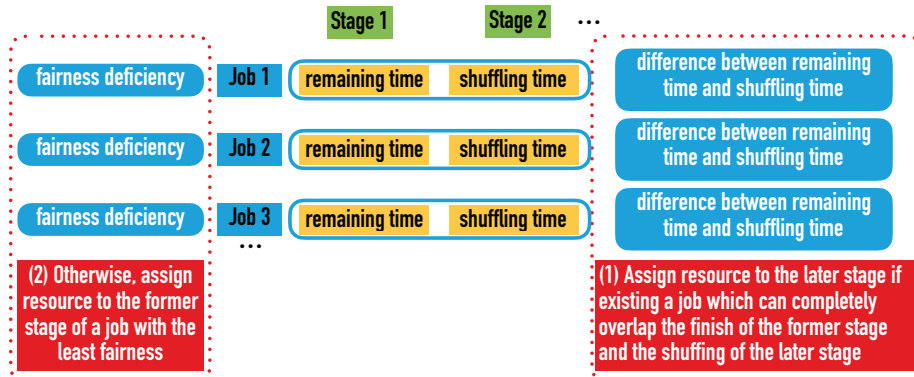 Stage 1
Stage 2
...
fairness deficiency
Job 1
remaining time
shuffling time
difference between remaining
time and shuffling time
fairness deficiency
Job 2
remaining time
shuffling time
difference between remaining
time and shuffling time
fairness deficiency
Job 3
remaining time
shuffling time
difference between remaining
time and shuffling time
...
(2) Otherwise, assign
resource to the former
stage of a job with the
least fairness
(1) Assign resource to the later stage if
existing a job which can completely
overlap the finish of the former stage
and the shuffing of the later stage